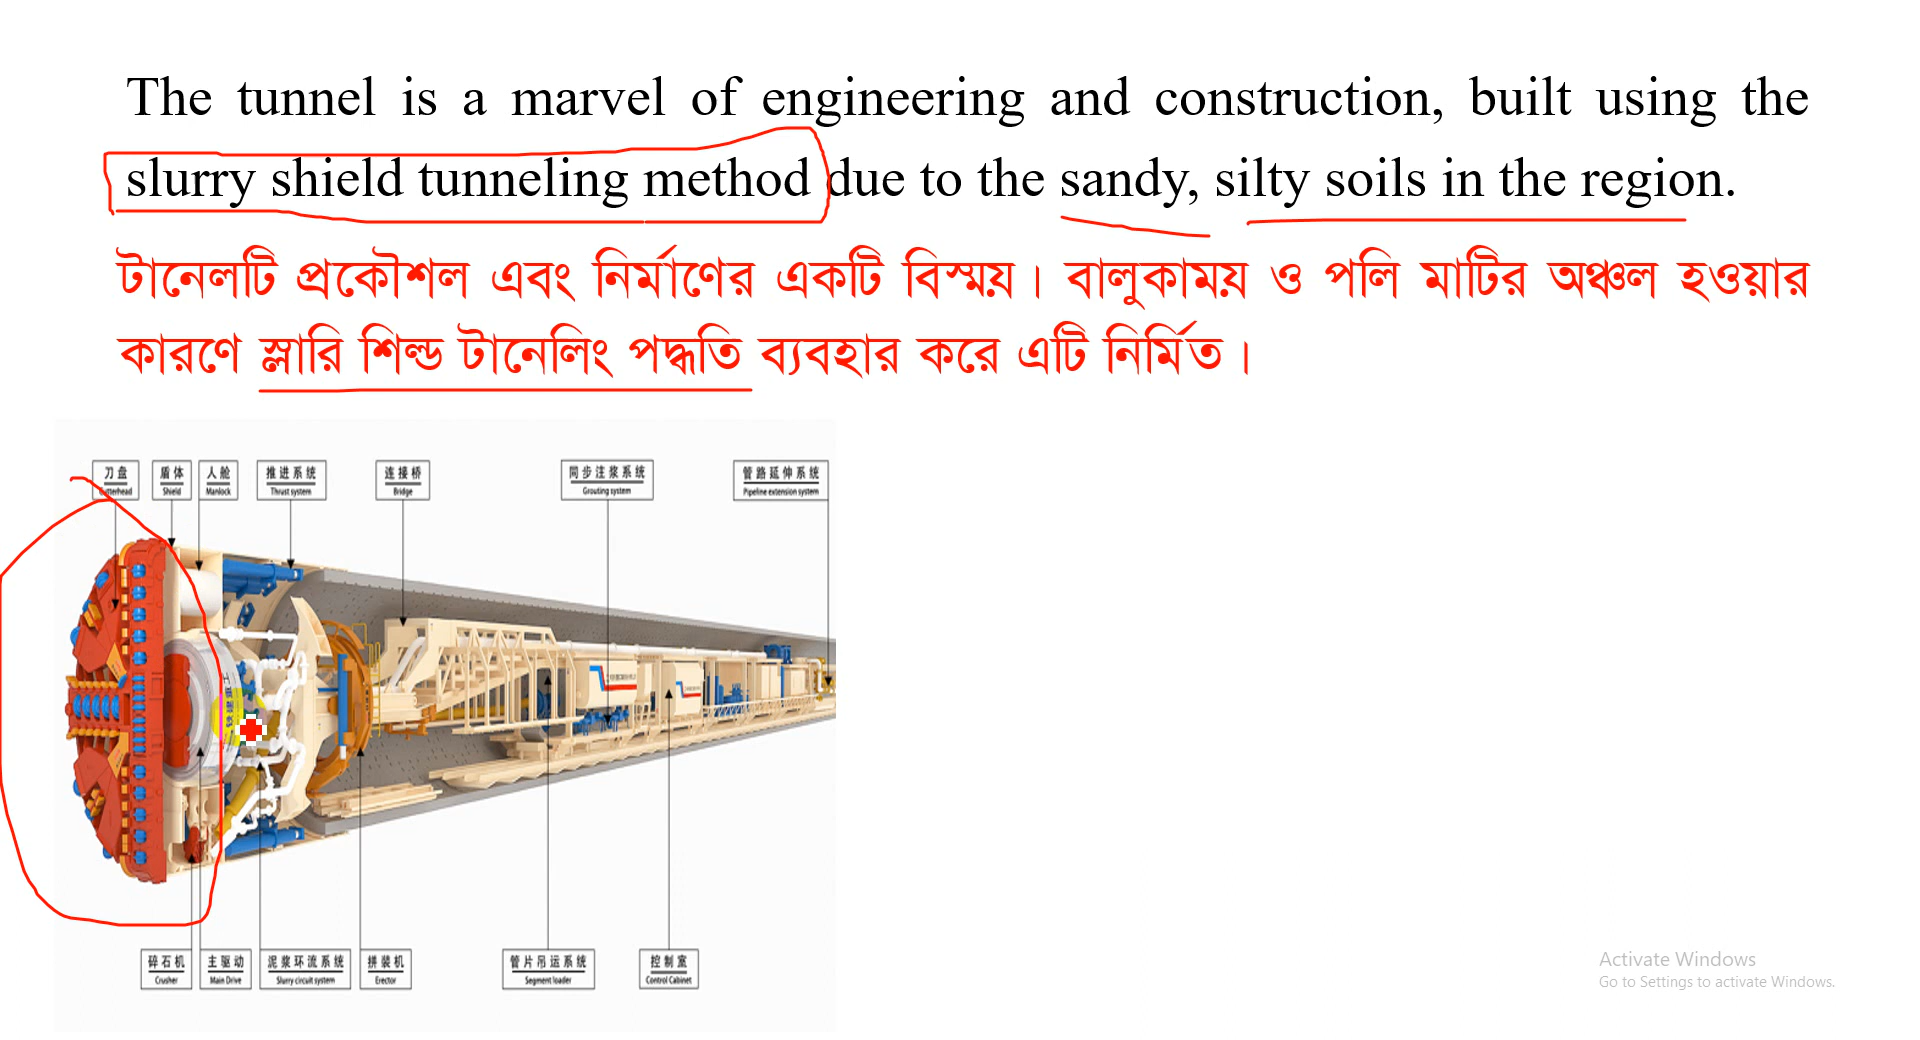 The tunnel is a marvel of engineering and construction, built using the
slurry shield tunneling method due to the sandy, silty soils in the region.
টানেলটি প্রকৌশল এবং নির্মাণের একটি বিস্ময়। বালুকাময় ও পলি মাটির অঞ্চল হওয়ার
কারণে স্লারি শিল্ড টানেলিং পদ্ধতি ব্যবহার করে এটি নির্মিত।
刀盘 盾体 人舱 推进系统 连接桥 同步注浆系统 管路延伸系统
Cutterhead Shield Manlock Thrust system Bridge Grouting system Pipeline extension system
碎石机 主驱动 泥浆环流系统 拼装机 管片吊运系统 控制室
Crusher Main Drive Slurry circuit system Erector Segment loader Control Cabinet
Activate Windows
Go to Settings to activate Windows.